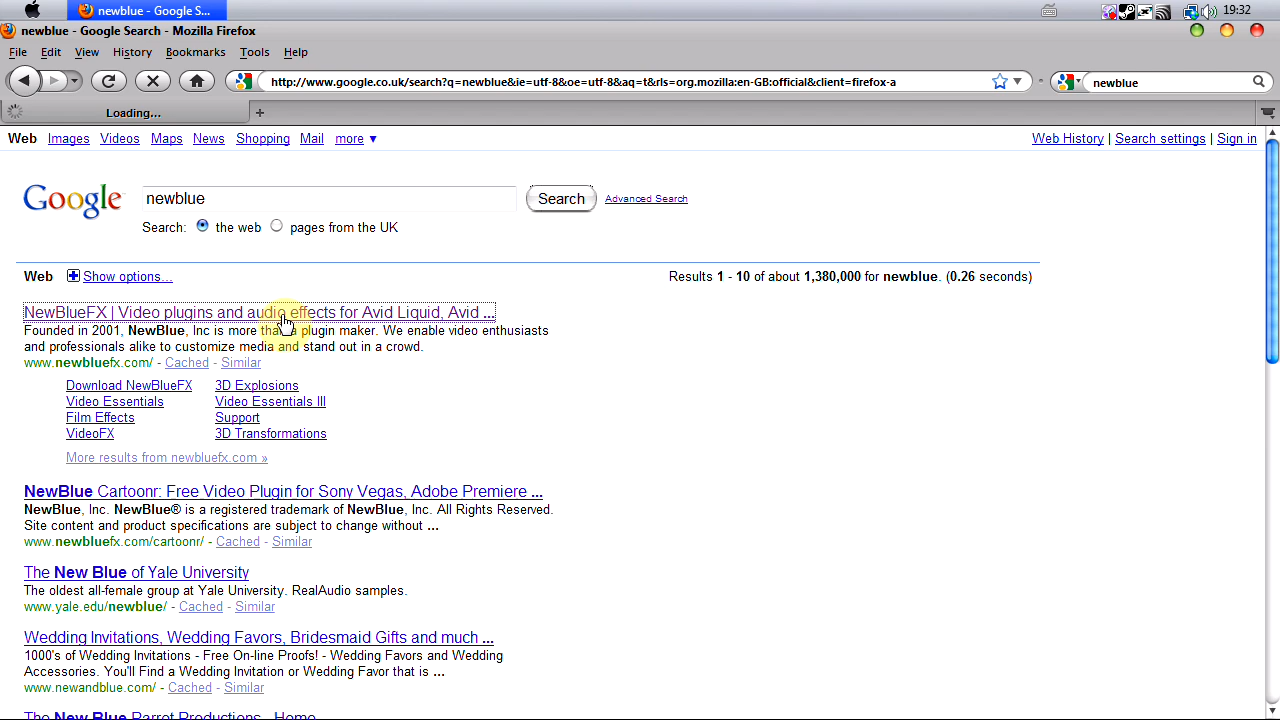 newblue - Google S...
19:32
newblue - Google Search - Mozilla Firefox
File Edit View History Bookmarks Tools Help
http://www.google.co.uk/search?q=newblue&ie=utf-8&oe=utf-8&aq=t&rls=org.mozilla:en-GB:official&client=firefox-a
newblue
Loading...
Web Images Videos Maps News Shopping Mail more ▼
Web History | Search settings | Sign in
Google
newblue
Search
Advanced Search
Search: the web pages from the UK
Web Show options...
Results 1 - 10 of about 1,380,000 for newblue. (0.26 seconds)
NewBlueFX | Video plugins and audio effects for Avid Liquid, Avid ...
Founded in 2001, NewBlue, Inc is more than a plugin maker. We enable video enthusiasts
and professionals alike to customize media and stand out in a crowd.
www.newbluefx.com/ - Cached - Similar
Download NewBlueFX 3D Explosions
Video Essentials Video Essentials III
Film Effects Support
VideoFX 3D Transformations
More results from newbluefx.com »
NewBlue Cartoonr: Free Video Plugin for Sony Vegas, Adobe Premiere ...
NewBlue, Inc. NewBlue® is a registered trademark of NewBlue, Inc. All Rights Reserved.
Site content and product specifications are subject to change without ...
www.newbluefx.com/cartoonr/ - Cached - Similar
The New Blue of Yale University
The oldest all-female group at Yale University. RealAudio samples.
www.yale.edu/newblue/ - Cached - Similar
Wedding Invitations, Wedding Favors, Bridesmaid Gifts and much ...
1000's of Wedding Invitations - Free On-line Proofs! - Wedding Favors and Wedding
Accessories. You'll Find a Wedding Invitation or Wedding Favor that is ...
www.newandblue.com/ - Cached - Similar
The New Blue Parrot Productions - Home